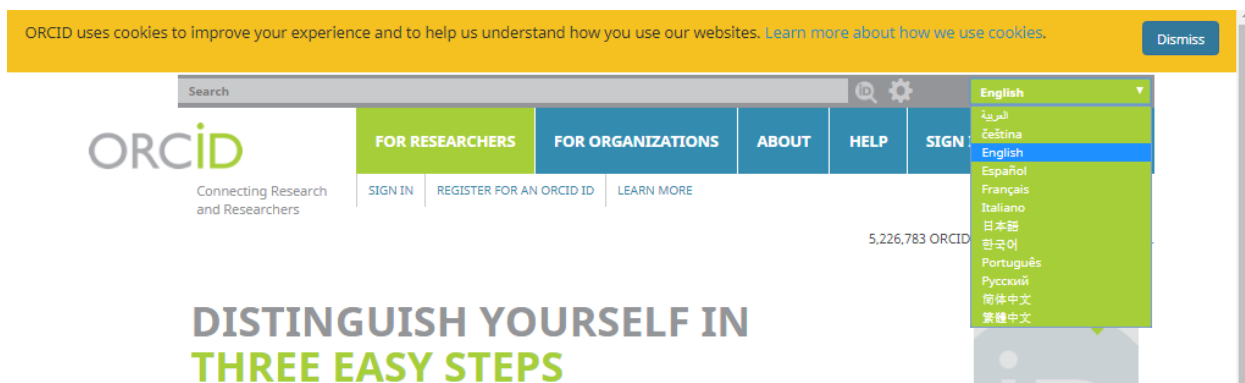 ORCID uses cookies to improve your experience and to help us understand how you use our websites. Learn more about how we use cookies.
Dismiss
Search
English
العربية
čeština
English
Español
Français
Italiano
日本語
한국어
Português
Русский
简体中文
繁體中文
ORCID
Connecting Research
and Researchers
FOR RESEARCHERS FOR ORGANIZATIONS ABOUT HELP SIGN
SIGN IN REGISTER FOR AN ORCID ID LEARN MORE
5,226,783 ORCID
DISTINGUISH YOURSELF IN
THREE EASY STEPS